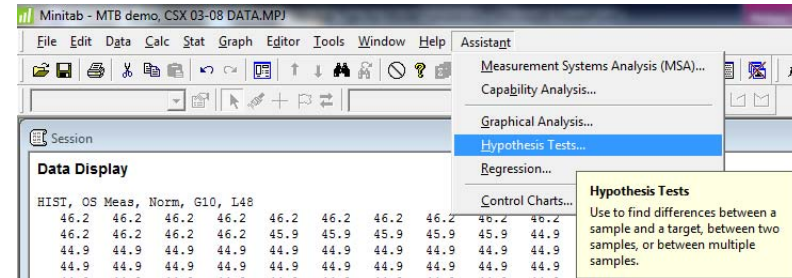 Minitab - MTB demo, CSX 03-08 DATA.MPJ
File Edit Data Calc Stat Graph Editor Tools Window Help Assistant
Measurement Systems Analysis (MSA)...
Capability Analysis...
Graphical Analysis...
Hypothesis Tests...
Regression...
Control Charts...
Hypothesis Tests
Use to find differences between a
sample and a target, between two
samples, or between multiple
samples.
Session
Data Display
HIST, OS Meas, Norm, G10, L48
46.2 46.2 46.2 46.2 46.2 46.2 46.2 46.2 46.2 46.2
46.2 46.2 46.2 46.2 45.9 45.9 45.9 45.9 45.9 44.9
44.9 44.9 44.9 44.9 44.9 44.9 44.9 44.9 44.9 44.9
44.9 44.9 44.9 44.9 44.9 44.9 44.9 44.9 44.9 44.9